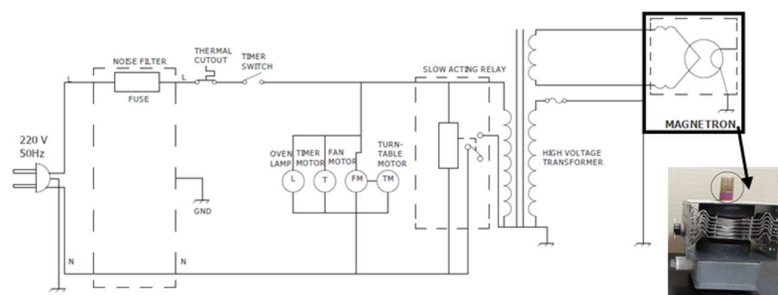 NOISE FILTER
THERMAL
CUTOUT
TIMER
SWITCH
SLOW ACTING RELAY
L
L
FUSE
MAGNETRON
220 V
50Hz
OVEN
LAMP
TIMER
MOTOR
FAN
MOTOR
TURN-
TABLE
MOTOR
HIGH VOLTAGE
TRANSFORMER
L
T
FM
TM
GND
N
N